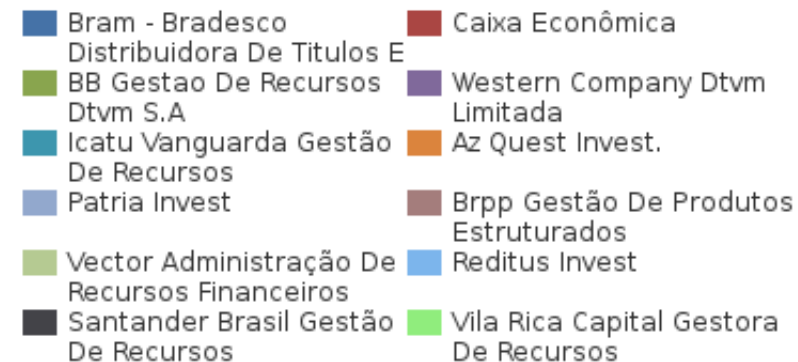 Bram - Bradesco
Distribuidora De Titulos E
Caixa Econômica
BB Gestao De Recursos
Dtvm S.A
Western Company Dtvm
Limitada
Icatu Vanguarda Gestão
De Recursos
Az Quest Invest.
Patria Invest
Brpp Gestão De Produtos
Estruturados
Vector Administração De
Recursos Financeiros
Reditus Invest
Santander Brasil Gestão
De Recursos
Vila Rica Capital Gestora
De Recursos